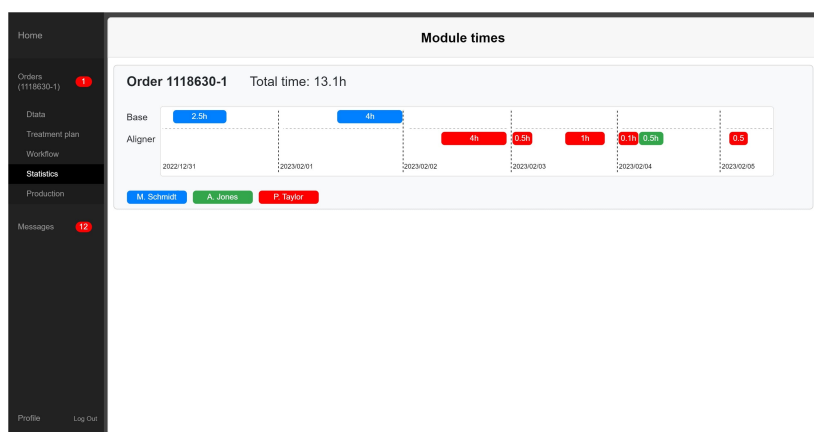 Home
Module times
Orders
(1118630-1)
1
Dtata
Treatment plan
Workflow
Statistics
Production
Messages 12
Profile Log Out
Order 1118630-1 Total time: 13.1h
Base 2.5h 4h
Aligner 4h 0.5h 1h 0.1h 0.5h 0.5
2022/12/31 2023/02/01 2023/02/02 2023/02/03 2023/02/04 2023/02/05
M. Schmidt A. Jones P. Taylor